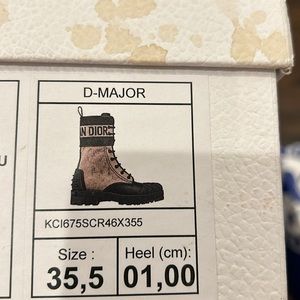 D-MAJOR
N DIOR
U
KCI675SCR46X355
Size :
Heel (cm):
35,5
01,00